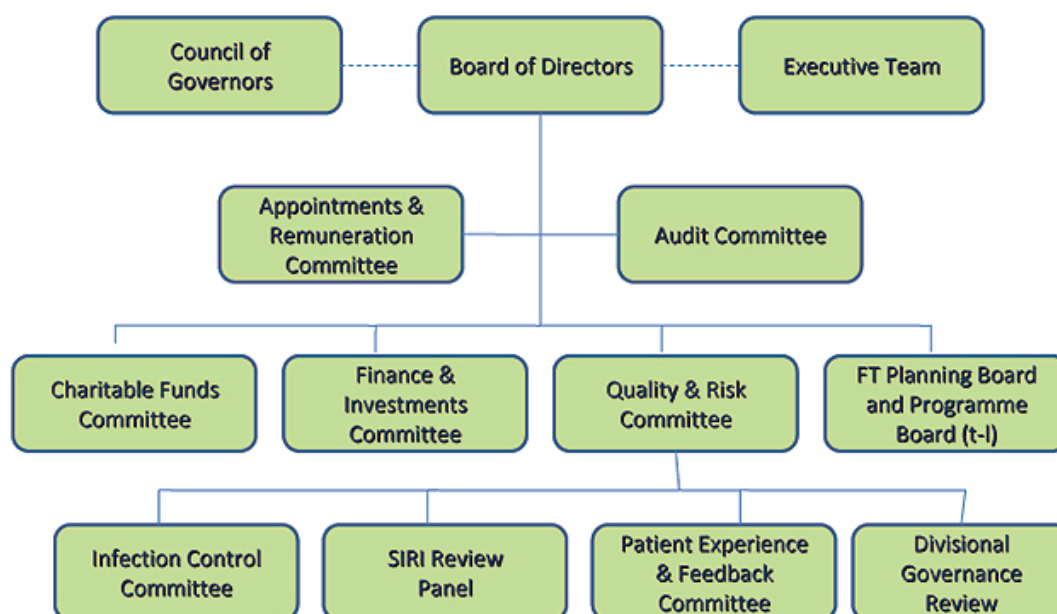 Council of
Governors
Board of Directors
Executive Team
Appointments &
Remuneration
Committee
Audit Committee
Charitable Funds
Committee
Finance &
Investments
Committee
Quality & Risk
Committee
FT Planning Board
and Programme
Board (t-l)
Infection Control
Committee
SIRI Review
Panel
Patient Experience
& Feedback
Committee
Divisional
Governance
Review